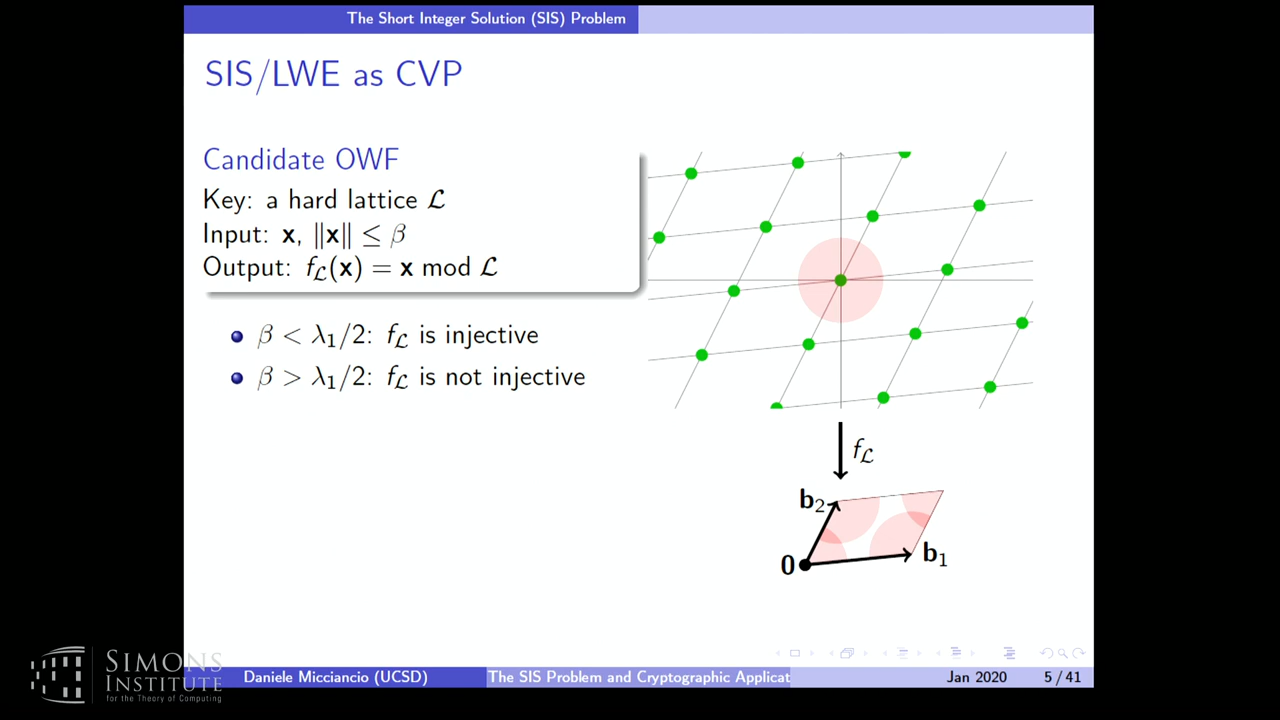 The Short Integer Solution (SIS) Problem
SIS/LWE as CVP
Candidate OWF
Key: a hard lattice ℒ
Input: x, ‖x‖ ≤ β
Output: fℒ(x) = x mod ℒ
β < λ₁/2: fℒ is injective
β > λ₁/2: fℒ is not injective
fℒ
b₂
0
b₁
SIMONS
INSTITUTE
for the Theory of Computing
Daniele Micciancio (UCSD)
The SIS Problem and Cryptographic Applicat
Jan 2020
5 / 41